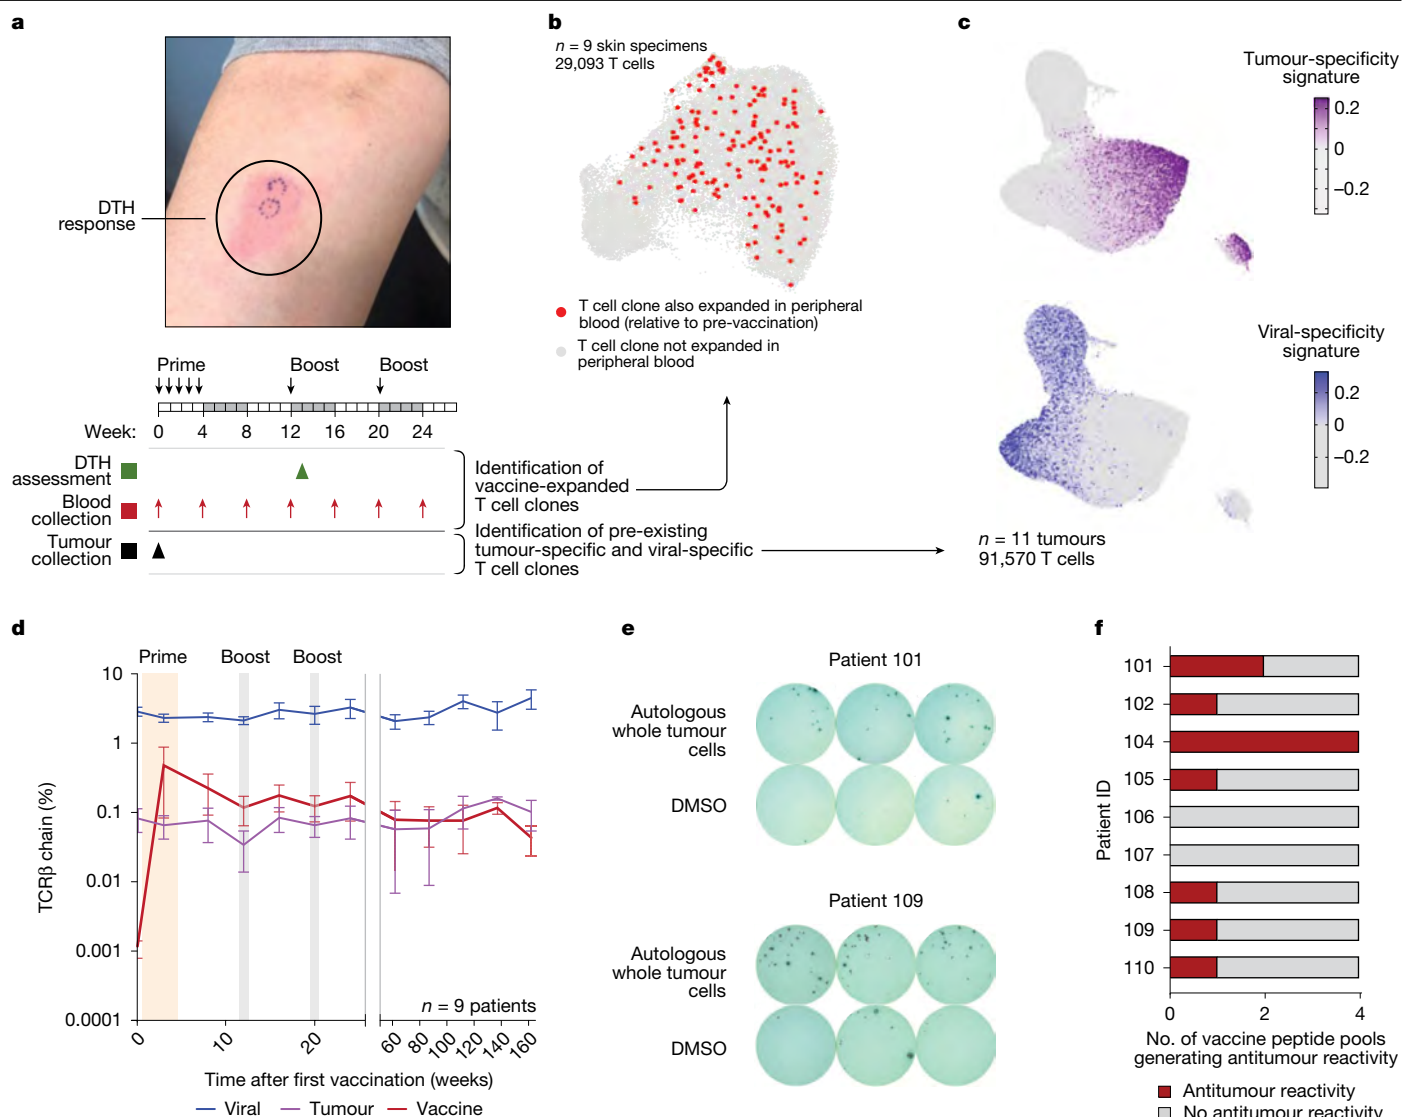 a
DTH
response
Prime
Boost
Boost
Week:
0 4 8 12 16 20 24
DTH
assessment
Blood
collection
Tumour
collection
Identification of
vaccine-expanded
T cell clones
Identification of pre-existing
tumour-specific and viral-specific
T cell clones
b
n = 9 skin specimens
29,093 T cells
T cell clone also expanded in peripheral
blood (relative to pre-vaccination)
T cell clone not expanded in
peripheral blood
c
Tumour-specificity
signature
0.2
0
–0.2
Viral-specificity
signature
0.2
0
–0.2
n = 11 tumours
91,570 T cells
d
Prime
Boost
Boost
TCRβ chain (%)
10
1
0.1
0.01
0.001
0.0001
n = 9 patients
0 10 20 60 80 100 120 140 160
Time after first vaccination (weeks)
Viral Tumour Vaccine
e
Patient 101
Autologous
whole tumour
cells
DMSO
Patient 109
Autologous
whole tumour
cells
DMSO
f
Patient ID
101
102
104
105
106
107
108
109
110
0 2 4
No. of vaccine peptide pools
generating antitumour reactivity
Antitumour reactivity
No antitumour reactivity